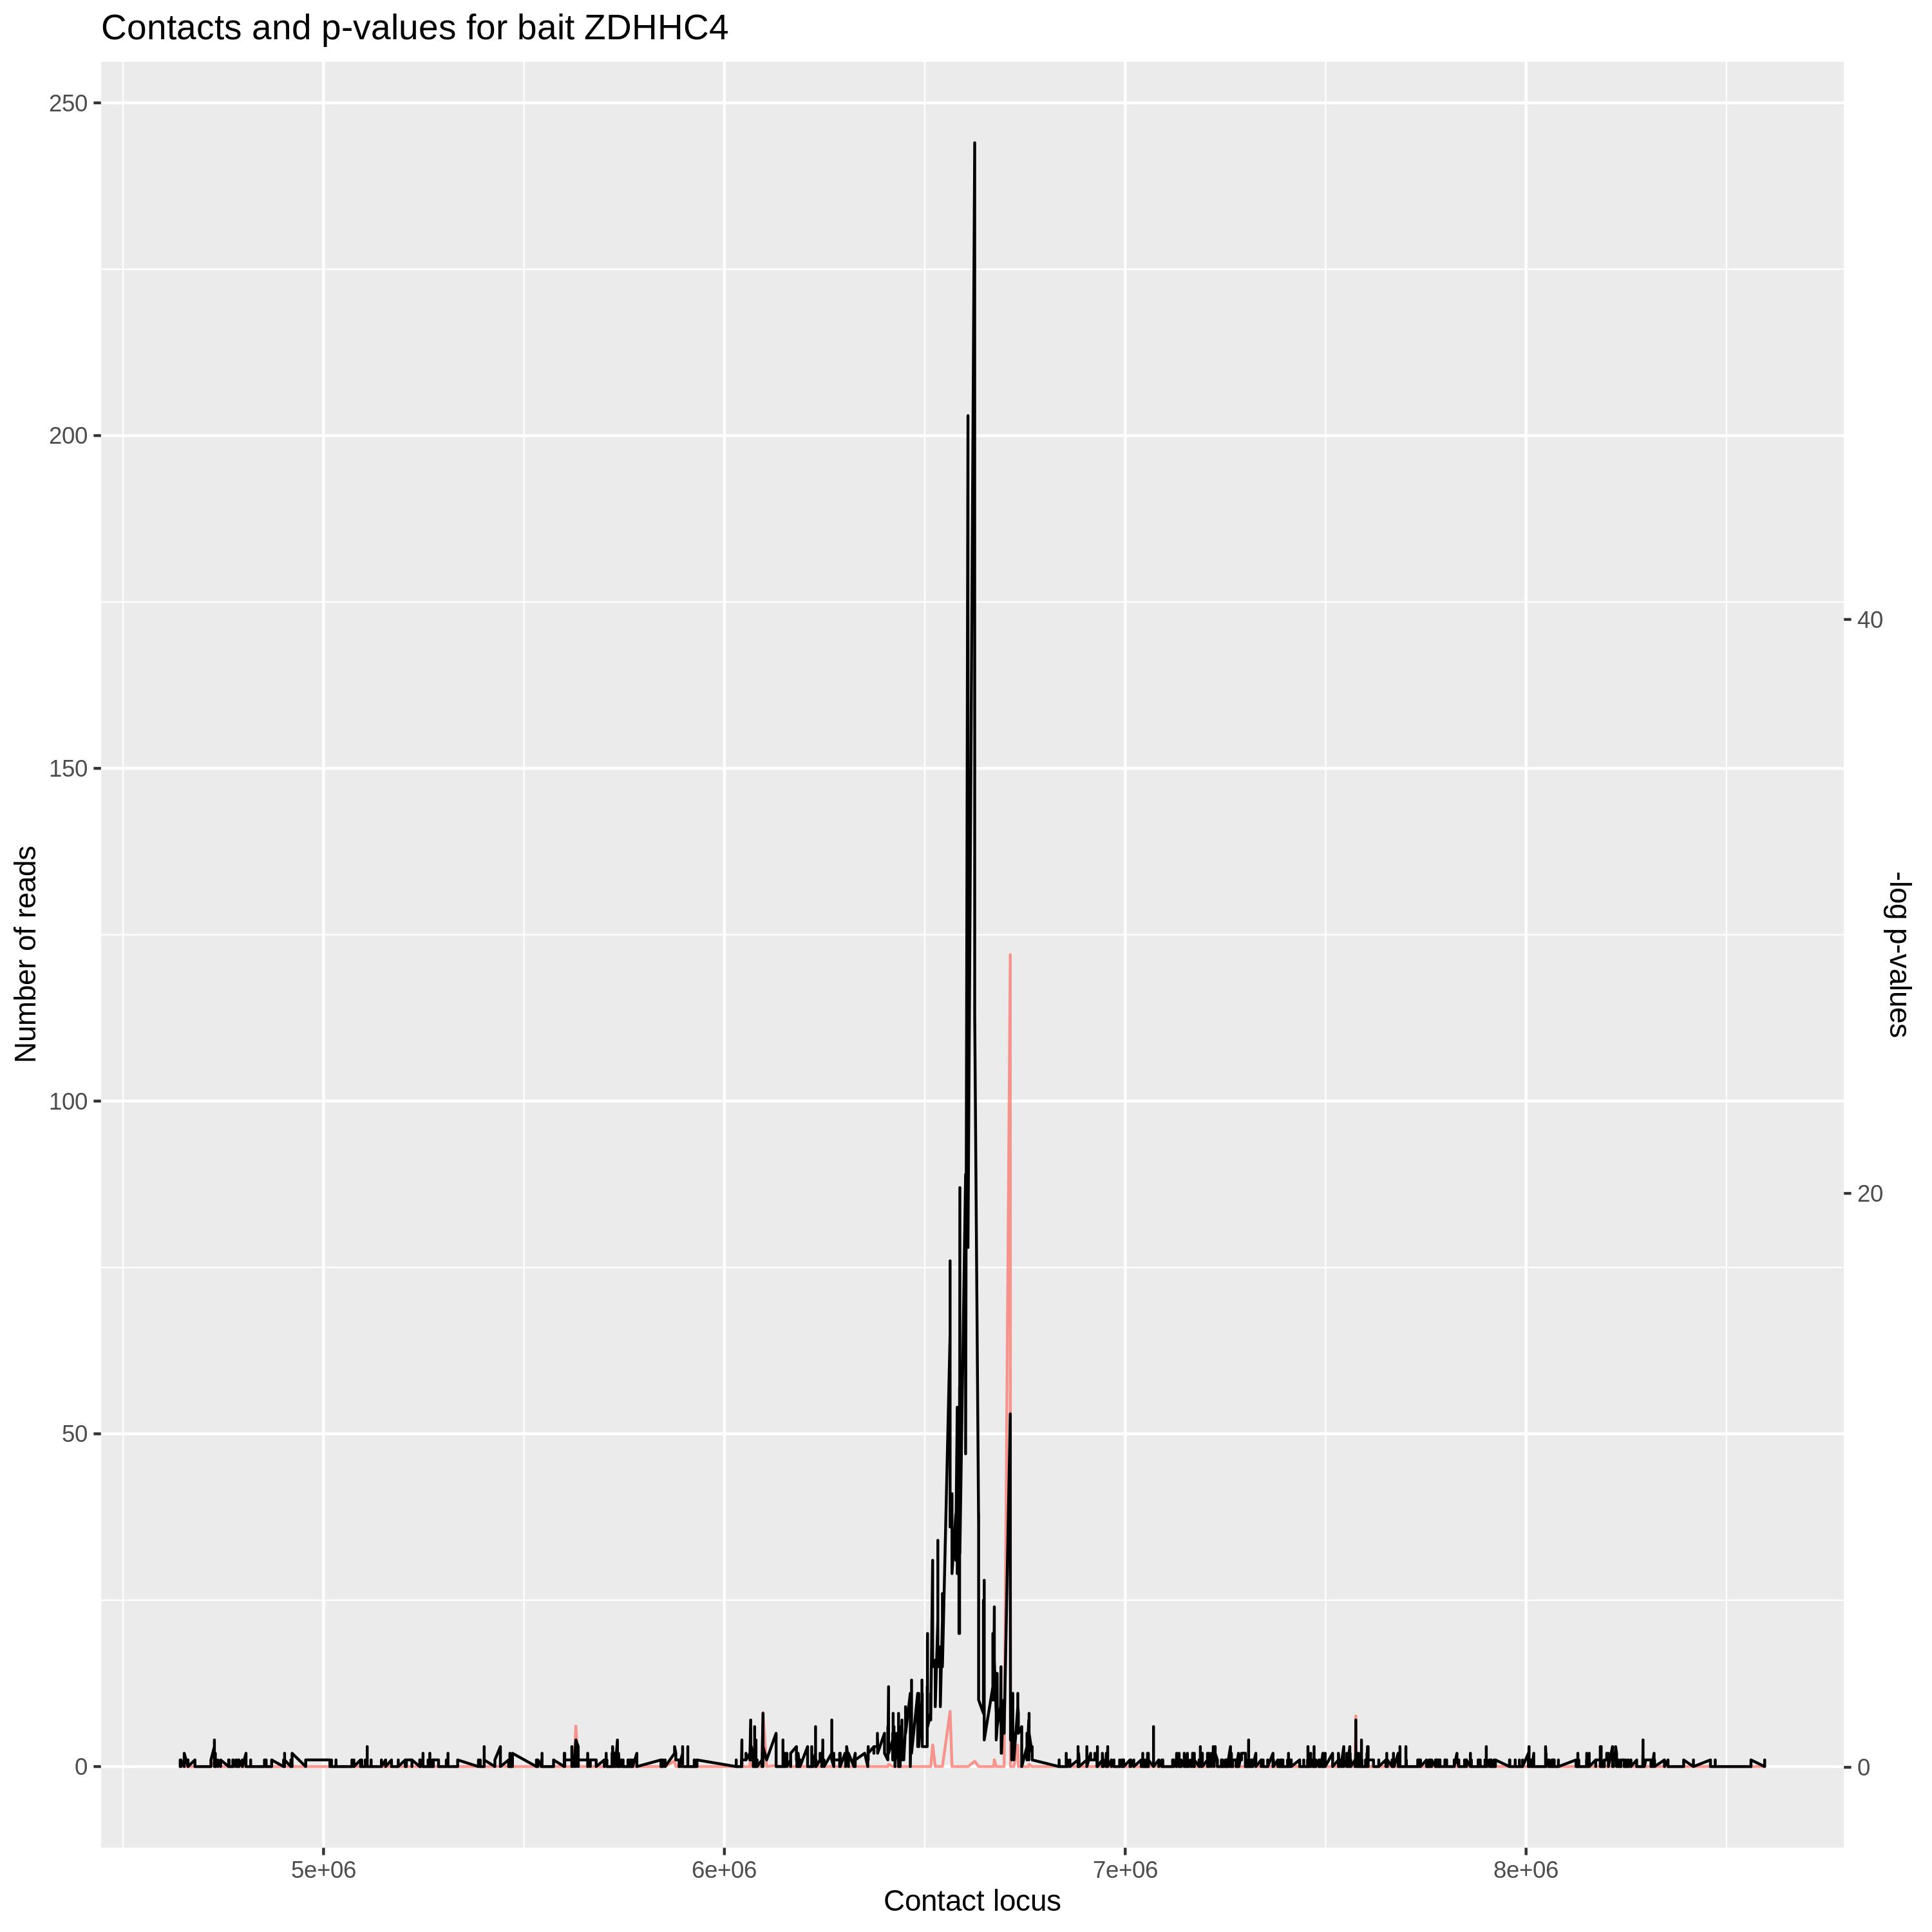 Contacts and p-values for bait ZDHHC4
250
200
150
100
50
0
Number of reads
40
20
0
-log p-values
5e+06
6e+06
7e+06
8e+06
Contact locus